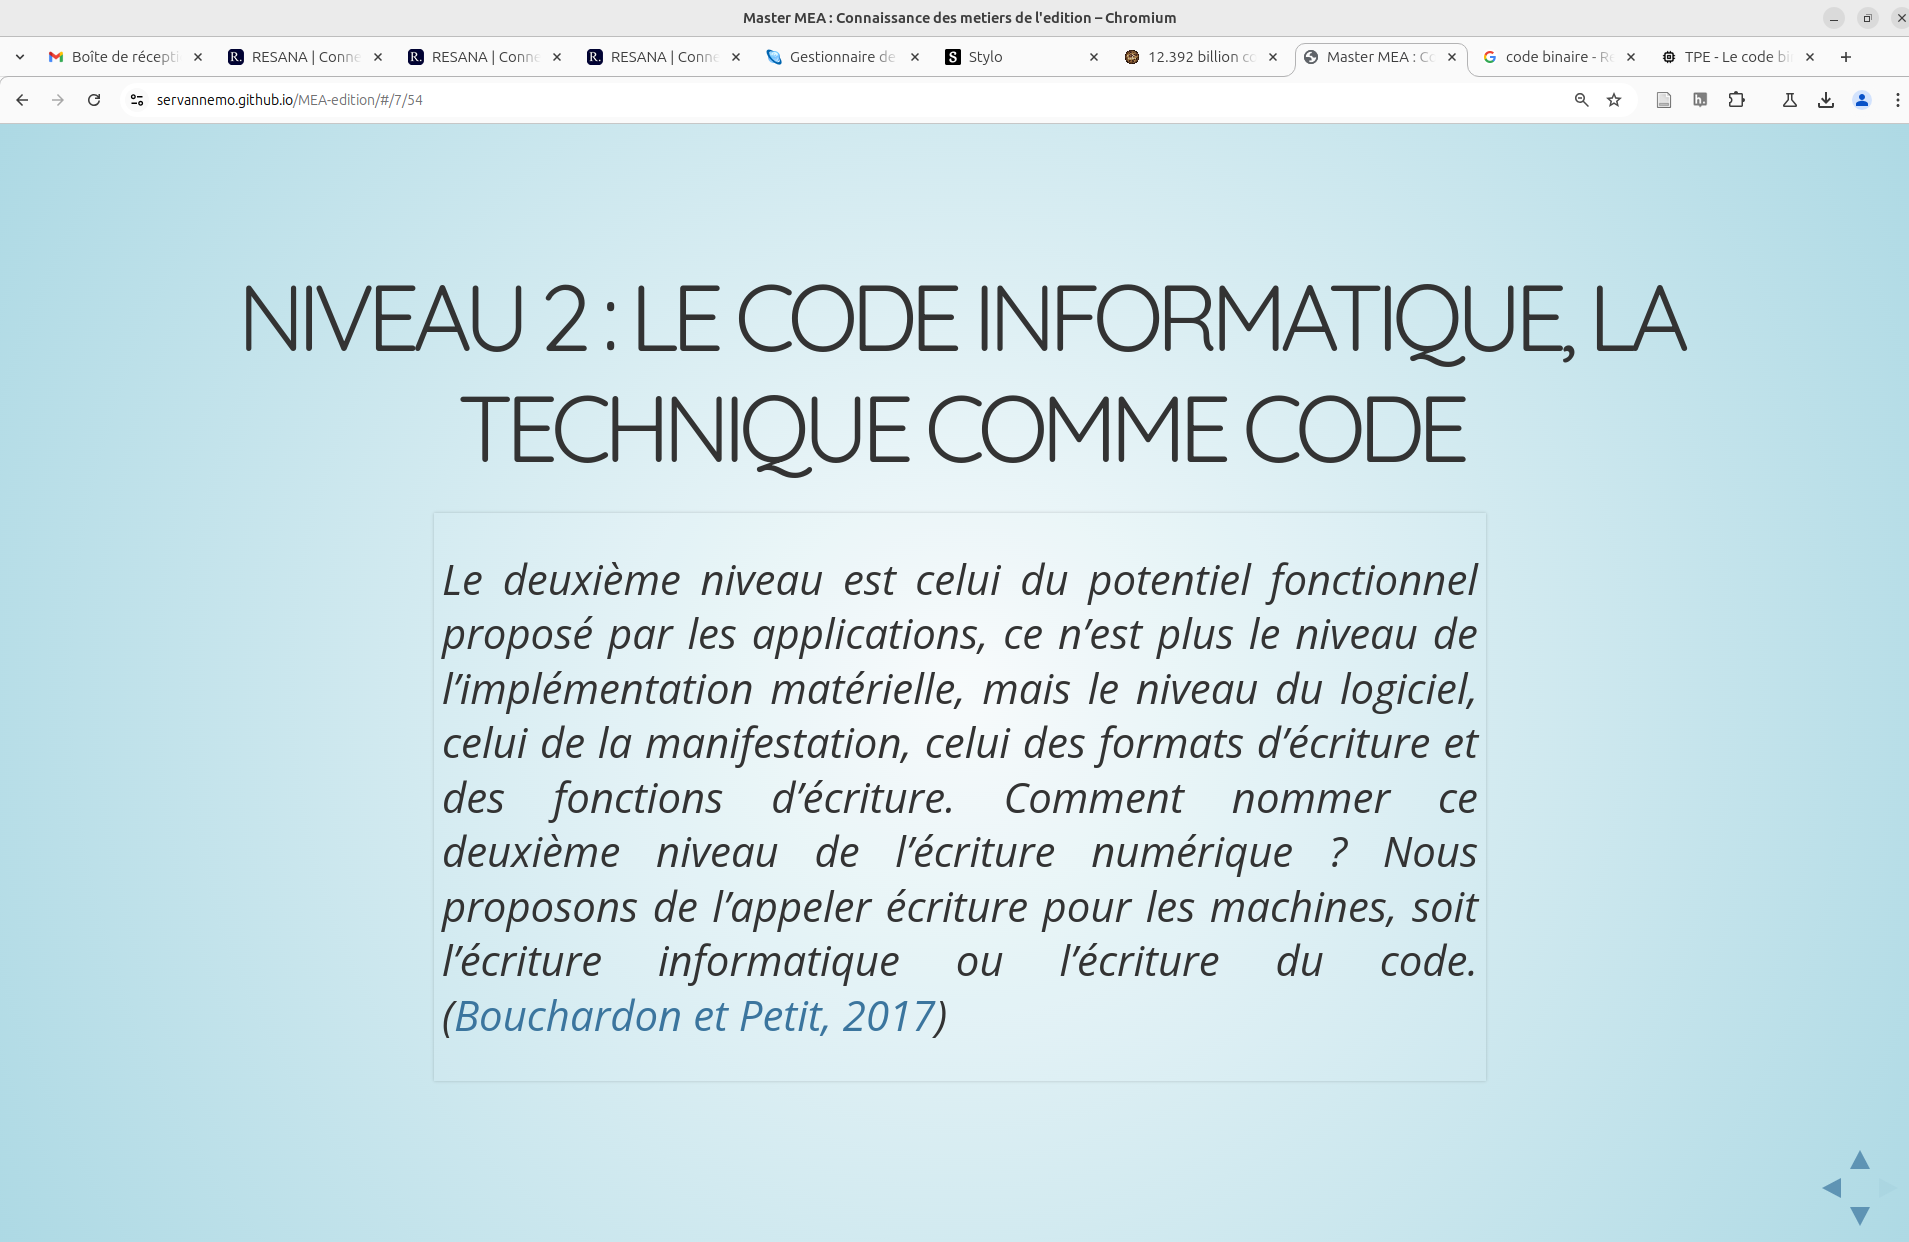 Master MEA : Connaissance des metiers de l'edition – Chromium
Boîte de récepti
RESANA | Conne
RESANA | Conne
RESANA | Conne
Gestionnaire de
Stylo
12.392 billion co
Master MEA : Co
code binaire - Re
TPE - Le code bi
servannemo.github.io/MEA-edition/#/7/54
NIVEAU 2 : LE CODE INFORMATIQUE, LA
TECHNIQUE COMME CODE
Le deuxième niveau est celui du potentiel fonctionnel
proposé par les applications, ce n’est plus le niveau de
l’implémentation matérielle, mais le niveau du logiciel,
celui de la manifestation, celui des formats d’écriture et
des fonctions d’écriture. Comment nommer ce
deuxième niveau de l’écriture numérique ? Nous
proposons de l’appeler écriture pour les machines, soit
l’écriture informatique ou l’écriture du code.
(Bouchardon et Petit, 2017)